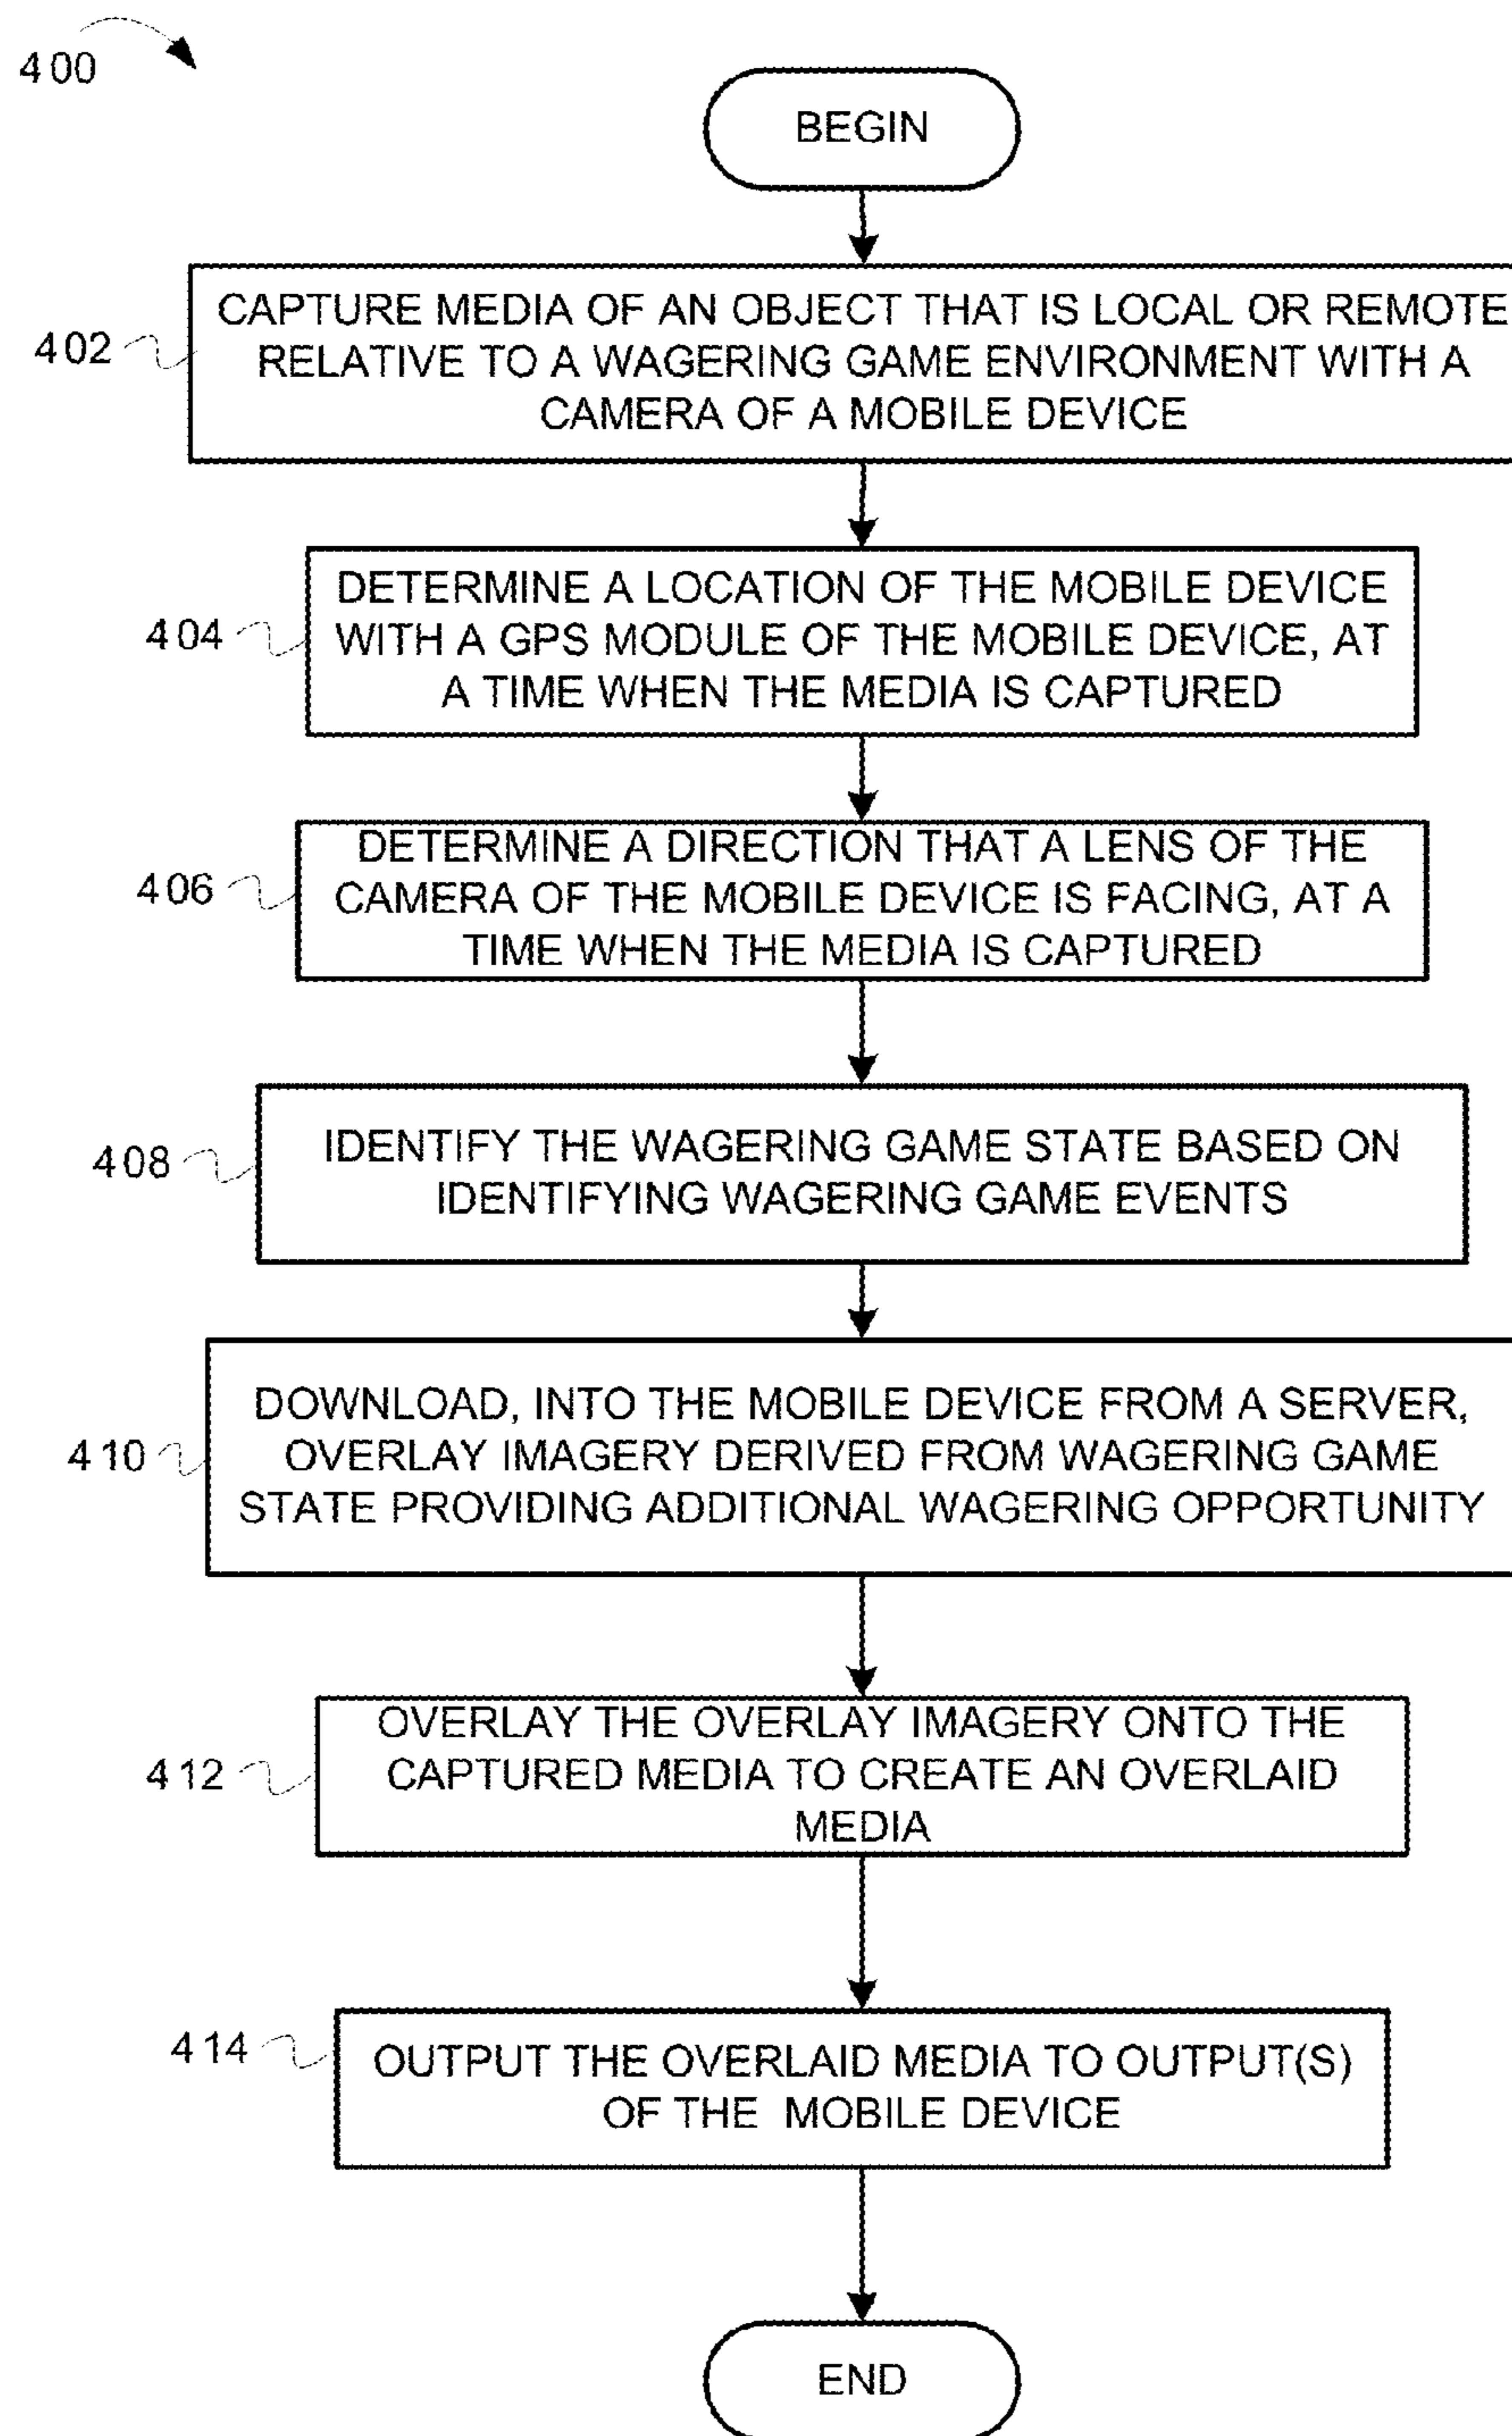 400
BEGIN
402
CAPTURE MEDIA OF AN OBJECT THAT IS LOCAL OR REMOTE
RELATIVE TO A WAGERING GAME ENVIRONMENT WITH A
CAMERA OF A MOBILE DEVICE
404
DETERMINE A LOCATION OF THE MOBILE DEVICE
WITH A GPS MODULE OF THE MOBILE DEVICE, AT
A TIME WHEN THE MEDIA IS CAPTURED
406
DETERMINE A DIRECTION THAT A LENS OF THE
CAMERA OF THE MOBILE DEVICE IS FACING, AT A
TIME WHEN THE MEDIA IS CAPTURED
408
IDENTIFY THE WAGERING GAME STATE BASED ON
IDENTIFYING WAGERING GAME EVENTS
410
DOWNLOAD, INTO THE MOBILE DEVICE FROM A SERVER,
OVERLAY IMAGERY DERIVED FROM WAGERING GAME
STATE PROVIDING ADDITIONAL WAGERING OPPORTUNITY
412
OVERLAY THE OVERLAY IMAGERY ONTO THE
CAPTURED MEDIA TO CREATE AN OVERLAID
MEDIA
414
OUTPUT THE OVERLAID MEDIA TO OUTPUT(S)
OF THE MOBILE DEVICE
END